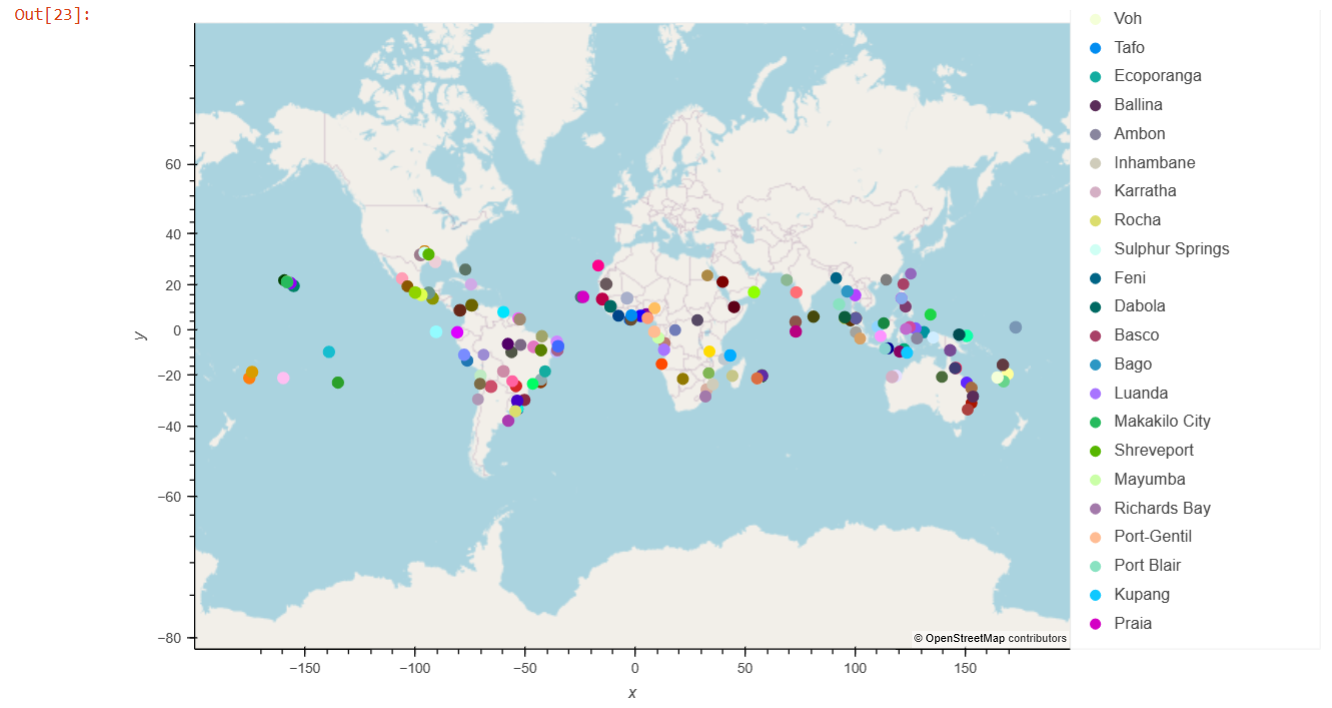 Out[23]:
Voh
Tafo
Ecoporanga
Ballina
Ambon
Inhambane
Karratha
Rocha
Sulphur Springs
Feni
Dabola
Basco
Bago
Luanda
Makakilo City
Shreveport
Mayumba
Richards Bay
Port-Gentil
Port Blair
Kupang
Praia
60
40
20
0
−20
−40
−60
−80
y
© OpenStreetMap contributors
−150
−100
−50
0
50
100
150
x